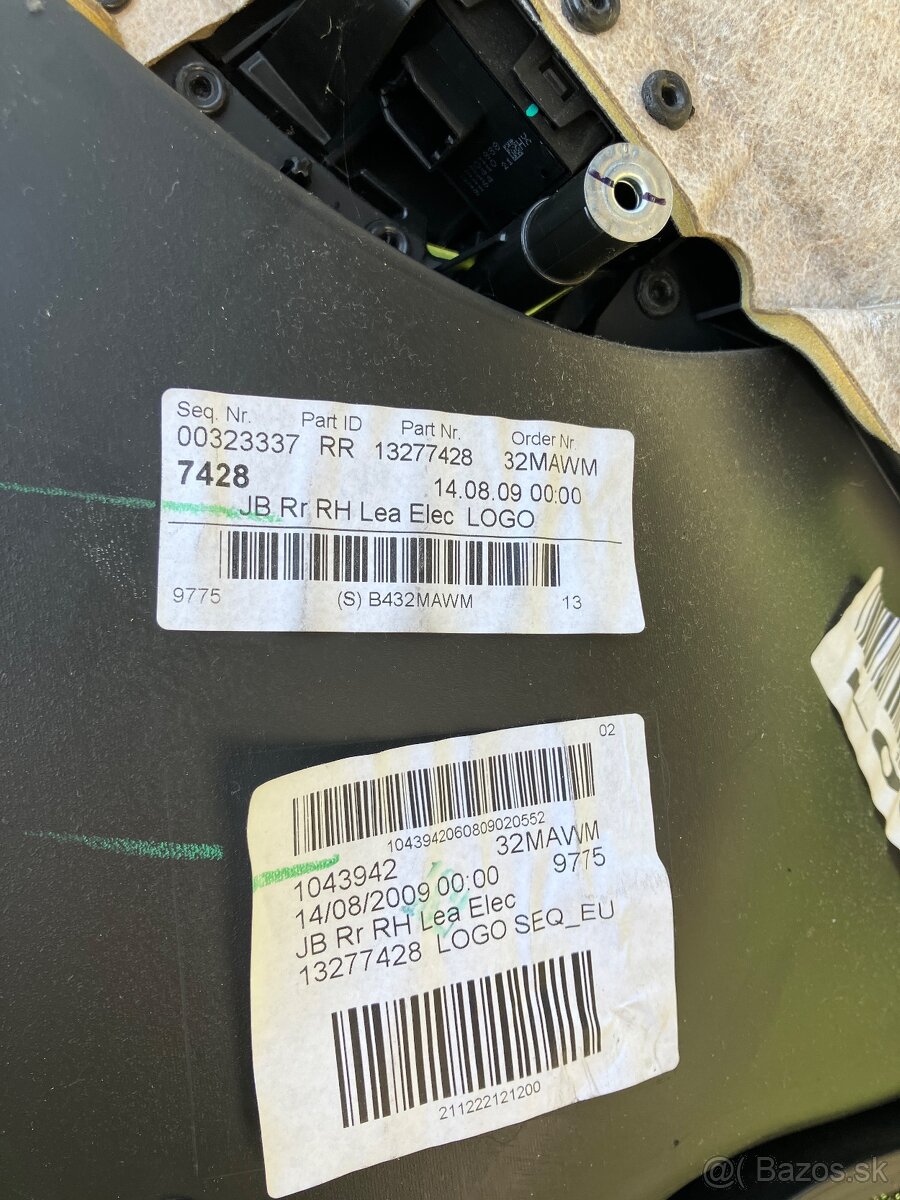 Seq. Nr. Part ID Part Nr. Order Nr.
00323337 RR 13277428 32MAWM
7428 14.08.09 00:00
JB Rr RH Lea Elec LOGO
9775 (S) B432MAWM 13
02
1043942060809020552
1043942 32MAWM
14/08/2009 00:00 9775
JB Rr RH Lea Elec
13277428 LOGO SEQ_EU
211222121200
@( Bazos.sk